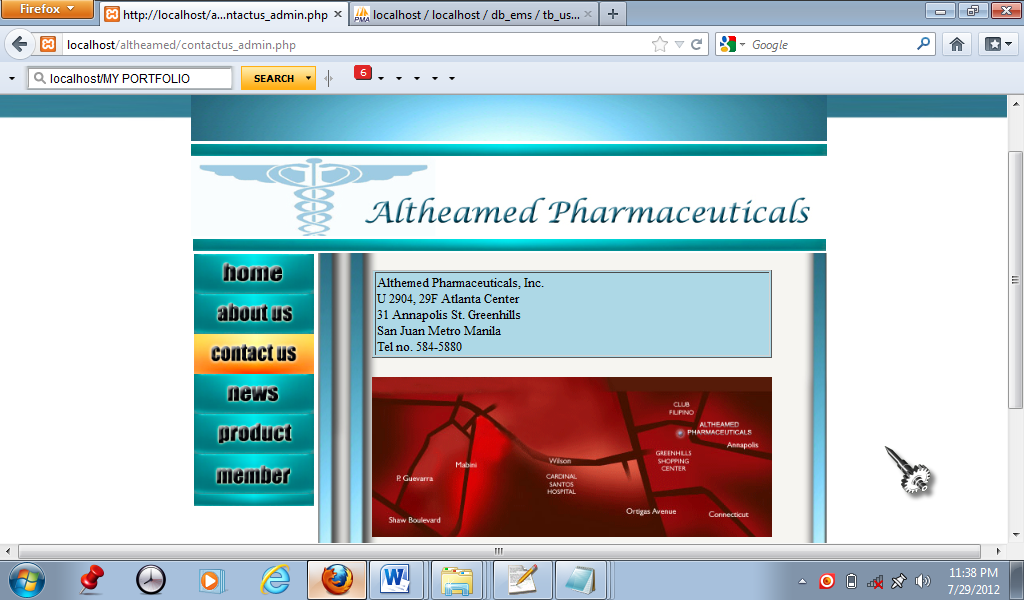 Firefox
http://localhost/a...ntactus_admin.php
localhost / localhost / db_ems / tb_us...
PMA
localhost/altheamed/contactus_admin.php
Google
localhost/MY PORTFOLIO
SEARCH
6
Altheamed Pharmaceuticals
home
about us
contact us
news
product
member
Althemed Pharmaceuticals, Inc.
U 2904, 29F Atlanta Center
31 Annapolis St. Greenhills
San Juan Metro Manila
Tel no. 584-5880
CLUB
FILIPINO
ALTHEAMED
PHARMACEUTICALS
Annapolis
GREENHILLS
SHOPPING
CENTER
Wilson
Mabini
CARDINAL
SANTOS
HOSPITAL
P. Guevarra
Shaw Boulevard
Ortigas Avenue
Connecticut
11:38 PM
7/29/2012